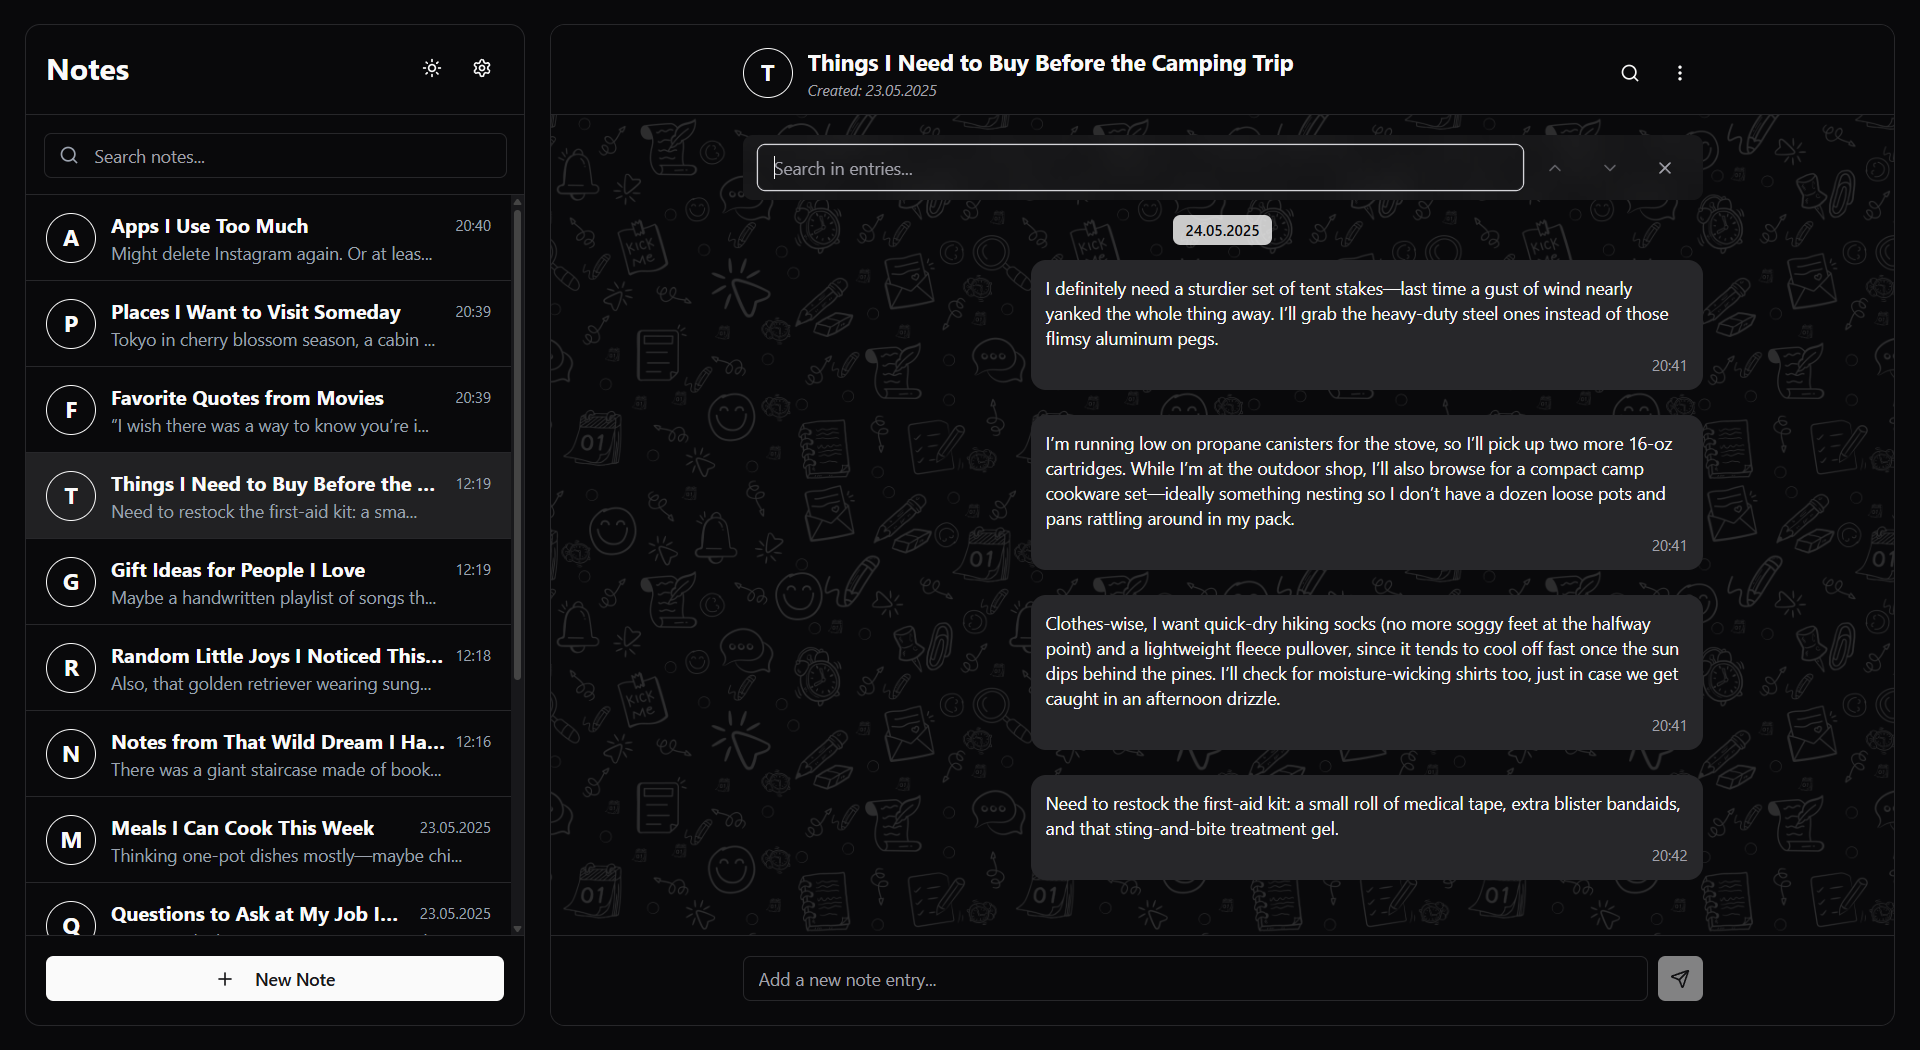 Notes
Search notes...
A
Apps I Use Too Much
20:40
Might delete Instagram again. Or at leas...
P
Places I Want to Visit Someday
20:39
Tokyo in cherry blossom season, a cabin ...
F
Favorite Quotes from Movies
20:39
“I wish there was a way to know you’re i...
T
Things I Need to Buy Before the ...
12:19
Need to restock the first-aid kit: a sma...
G
Gift Ideas for People I Love
12:19
Maybe a handwritten playlist of songs th...
R
Random Little Joys I Noticed This...
12:18
Also, that golden retriever wearing sung...
N
Notes from That Wild Dream I Ha...
12:16
There was a giant staircase made of book...
M
Meals I Can Cook This Week
23.05.2025
Thinking one-pot dishes mostly—maybe chi...
Q
Questions to Ask at My Job I...
23.05.2025
New Note
T
Things I Need to Buy Before the Camping Trip
Created: 23.05.2025
Search in entries...
24.05.2025
I definitely need a sturdier set of tent stakes—last time a gust of wind nearly
yanked the whole thing away. I’ll grab the heavy-duty steel ones instead of those
flimsy aluminum pegs.
20:41
I’m running low on propane canisters for the stove, so I’ll pick up two more 16-oz
cartridges. While I’m at the outdoor shop, I’ll also browse for a compact camp
cookware set—ideally something nesting so I don’t have a dozen loose pots and
pans rattling around in my pack.
20:41
Clothes-wise, I want quick-dry hiking socks (no more soggy feet at the halfway
point) and a lightweight fleece pullover, since it tends to cool off fast once the sun
dips behind the pines. I’ll check for moisture-wicking shirts too, just in case we get
caught in an afternoon drizzle.
20:41
Need to restock the first-aid kit: a small roll of medical tape, extra blister bandaids,
and that sting-and-bite treatment gel.
20:42
Add a new note entry...
KICK
ME
01